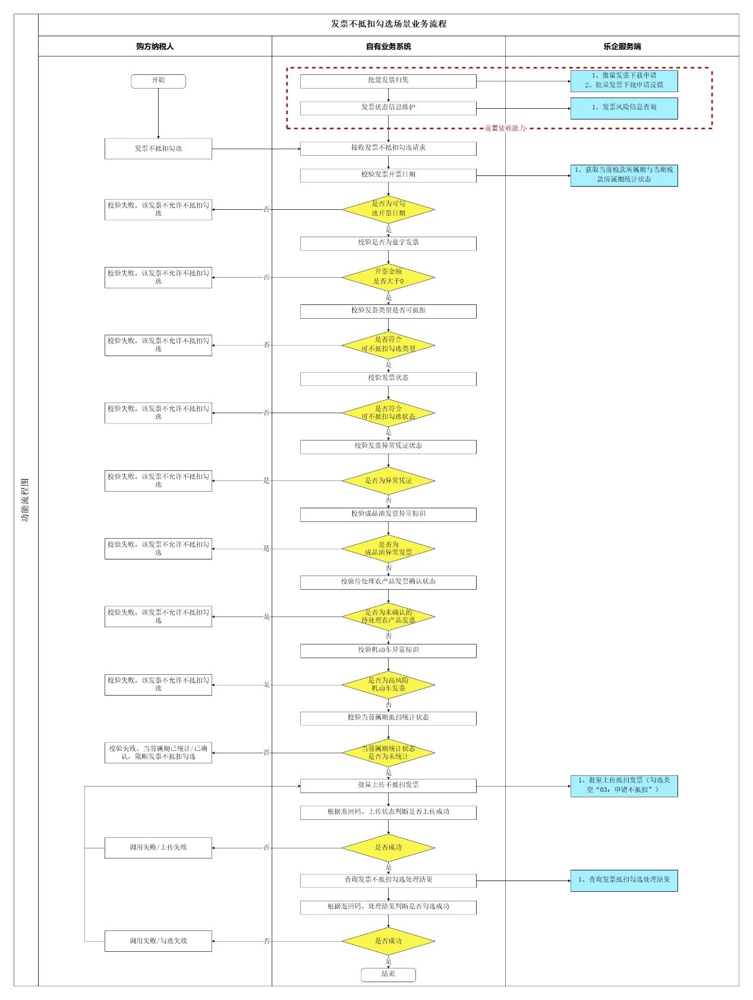 发票不抵扣勾选场景业务流程
购方纳税人
自有业务系统
乐企服务端
功能流程图
开始
批量发票归集
1、批量发票下载申请
2、批量发票下载申请反馈
发票状态信息维护
1、发票风险信息查询
前置依赖能力
发票不抵扣勾选
接收发票不抵扣勾选请求
校验发票开票日期
1、获取当前税款所属期与当期税
款所属期统计状态
校验失败，该发票不允许不抵扣勾
选
否
是否为可勾
选开票日期
是
校验是否为蓝字发票
校验失败，该发票不允许不抵扣勾
选
否
开票金额
是否大于0
是
校验发票类型是否可抵扣
校验失败，该发票不允许不抵扣勾
选
否
是否符合
可不抵扣勾选类型
是
校验发票状态
校验失败，该发票不允许不抵扣勾
选
否
是否符合
可不抵扣勾选状态
是
校验发票异常凭证状态
校验失败，该发票不允许不抵扣勾
选
是
是否为异常凭证
否
校验成品油发票异常标识
校验失败，该发票不允许不抵扣勾
选
是
是否为
成品油异常发票
否
校验待处理农产品发票确认状态
校验失败，该发票不允许不抵扣勾
选
是
是否为未确认的
待处理农产品发票
否
校验机动车异常标识
校验失败，该发票不允许不抵扣勾
选
是
是否为高风险
机动车发票
否
校验当前属期抵扣统计状态
校验失败，当前属期已统计/已确
认，阻断发票不抵扣勾选
否
当前属期统计状态
是否为未统计
是
批量上传不抵扣发票
1、批量上传抵扣发票（勾选类
型“03：申请不抵扣”）
根据返回码、上传状态判断是否上传成功
调用失败/上传失败
否
是否成功
是
查询发票不抵扣勾选处理结果
1、查询发票抵扣勾选处理结果
根据返回码、处理结果判断是否勾选成功
调用失败/勾选失败
否
是否成功
是
结束